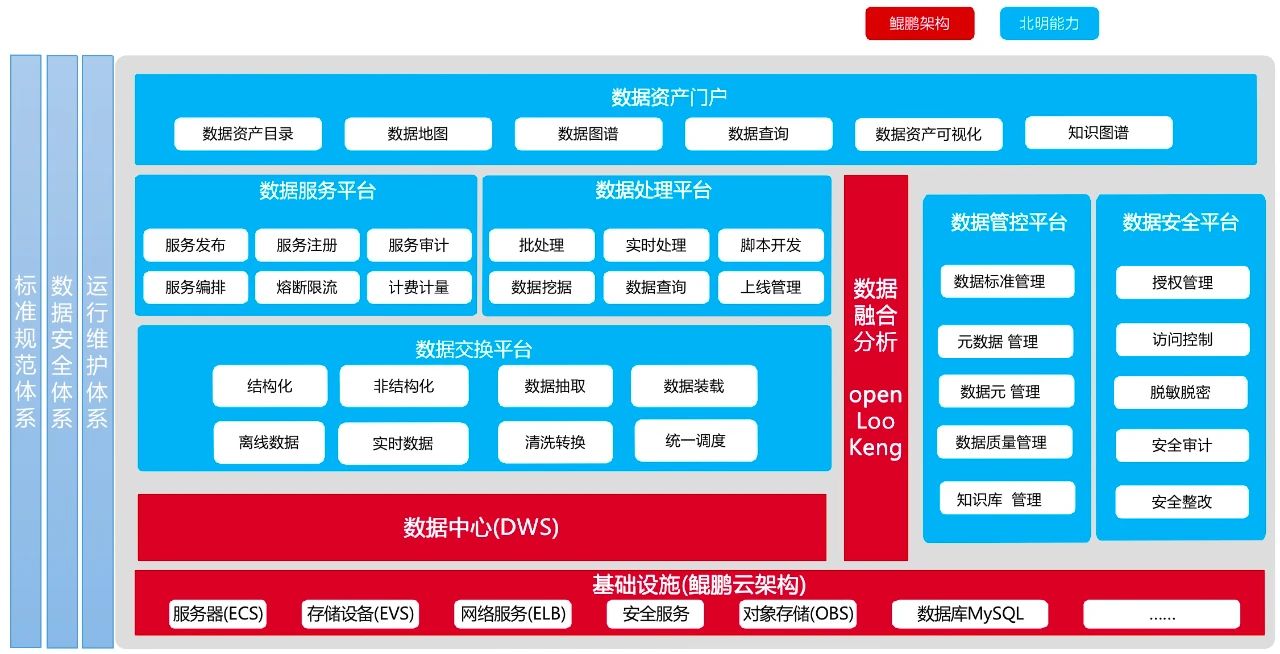 鲲鹏架构
北明能力
标准规范体系
数据安全体系
运行维护体系
数据资产门户
数据资产目录
数据地图
数据图谱
数据查询
数据资产可视化
知识图谱
数据服务平台
服务发布
服务注册
服务审计
服务编排
熔断限流
计费计量
数据处理平台
批处理
实时处理
脚本开发
数据挖掘
数据查询
上线管理
数据交换平台
结构化
非结构化
数据抽取
数据装载
离线数据
实时数据
清洗转换
统一调度
数据中心(DWS)
数据
融合
分析
open
Loo
Keng
数据管控平台
数据标准管理
元数据 管理
数据元 管理
数据质量管理
知识库 管理
数据安全平台
授权管理
访问控制
脱敏脱密
安全审计
安全整改
基础设施(鲲鹏云架构)
服务器(ECS)
存储设备(EVS)
网络服务(ELB)
安全服务
对象存储(OBS)
数据库MySQL
......